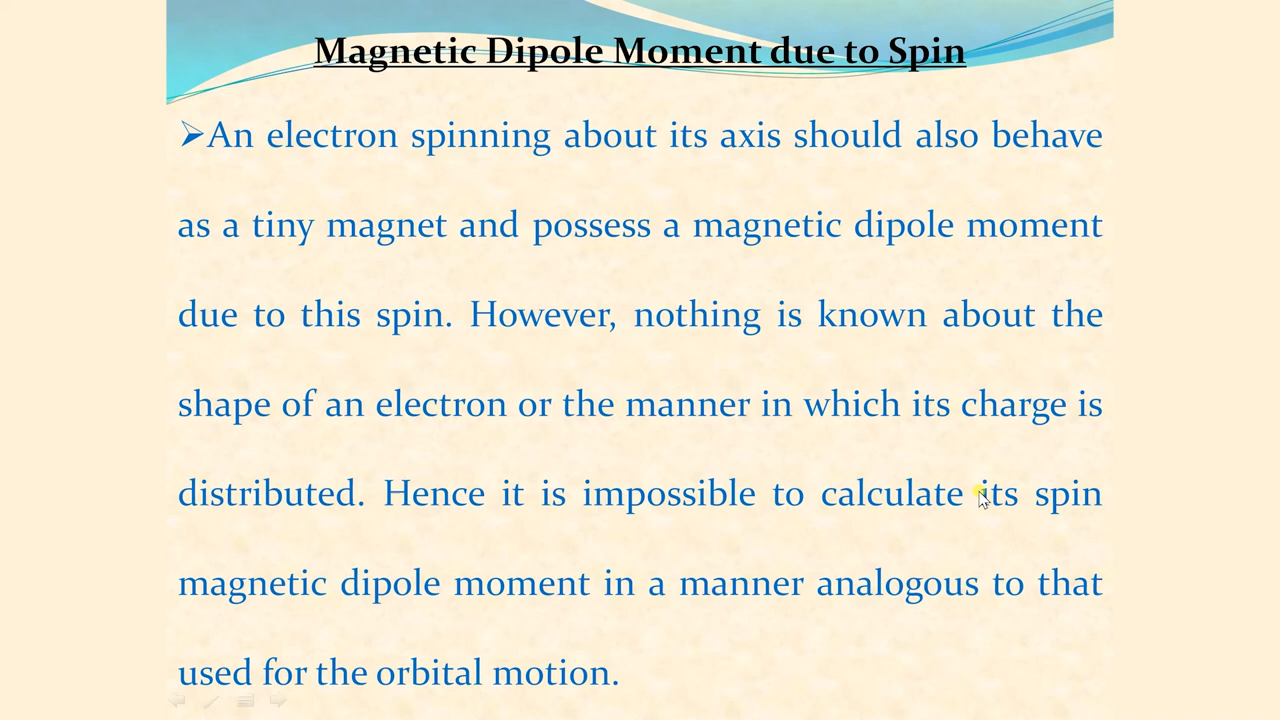 Magnetic Dipole Moment due to Spin
➢An electron spinning about its axis should also behave
as a tiny magnet and possess a magnetic dipole moment
due to this spin. However, nothing is known about the
shape of an electron or the manner in which its charge is
distributed. Hence it is impossible to calculate its spin
magnetic dipole moment in a manner analogous to that
used for the orbital motion.